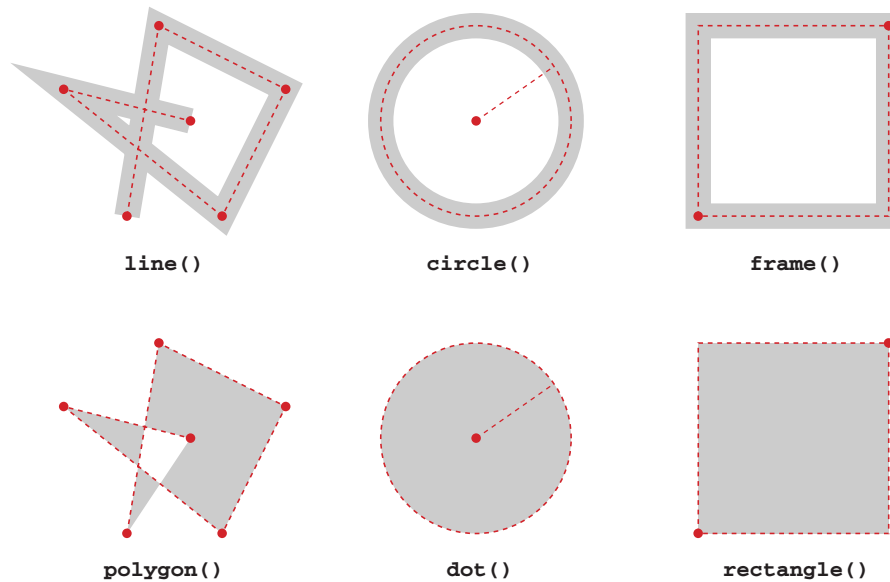 line() circle() frame()
polygon() dot() rectangle()